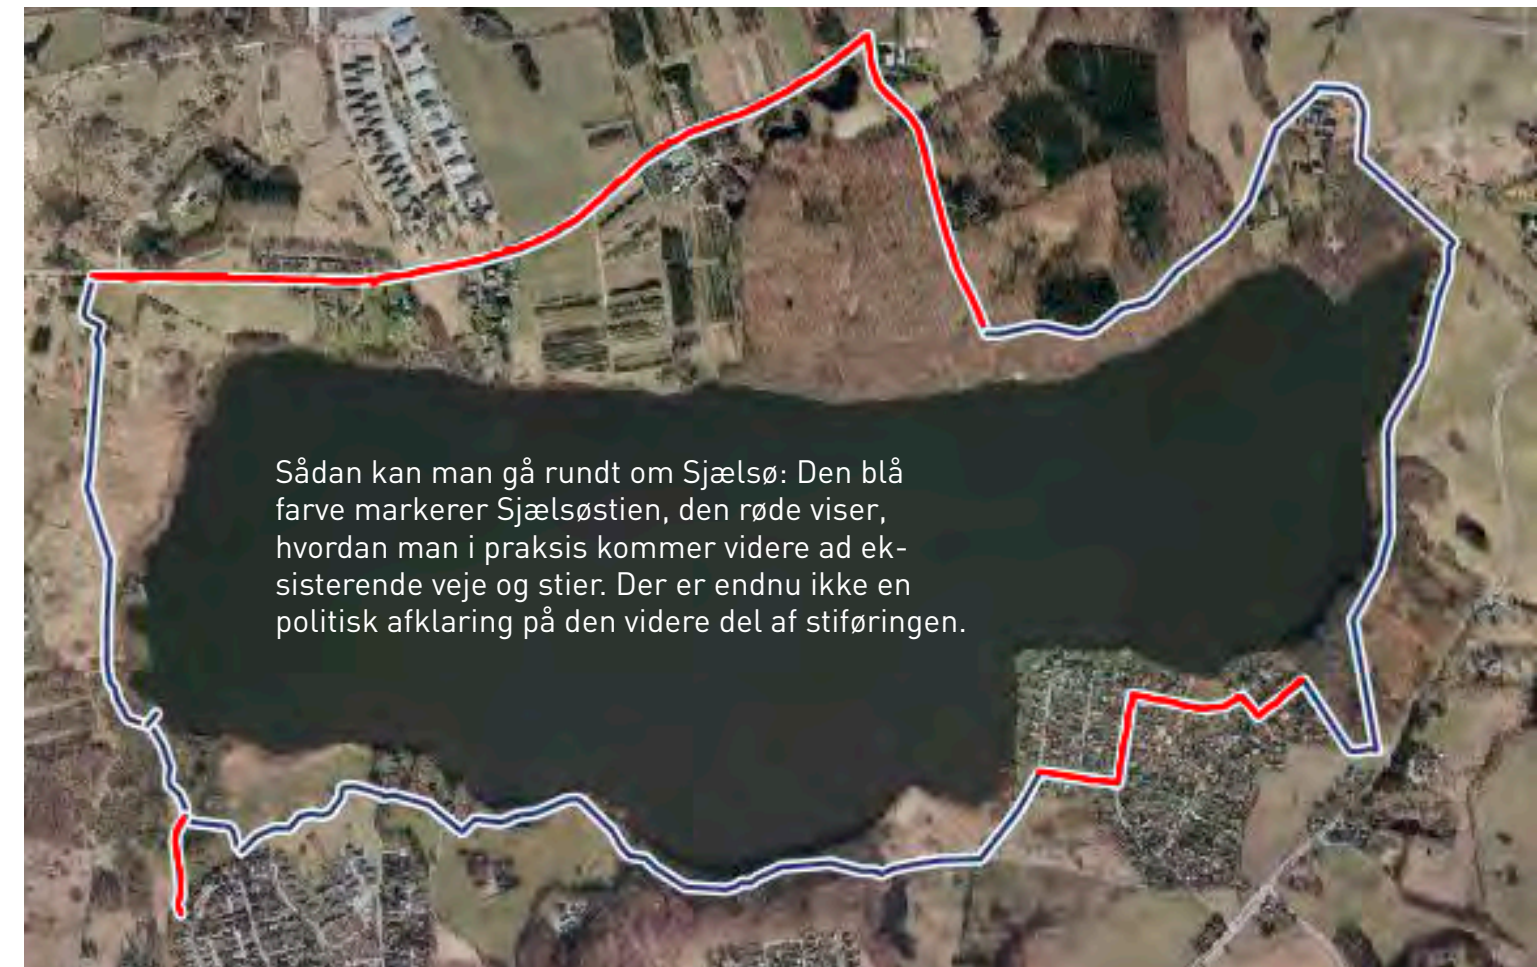 Sådan kan man gå rundt om Sjælsø: Den blå
farve markerer Sjælsøstien, den røde viser,
hvordan man i praksis kommer videre ad ek-
sisterende veje og stier. Der er endnu ikke en
politisk afklaring på den videre del af stiføringen.